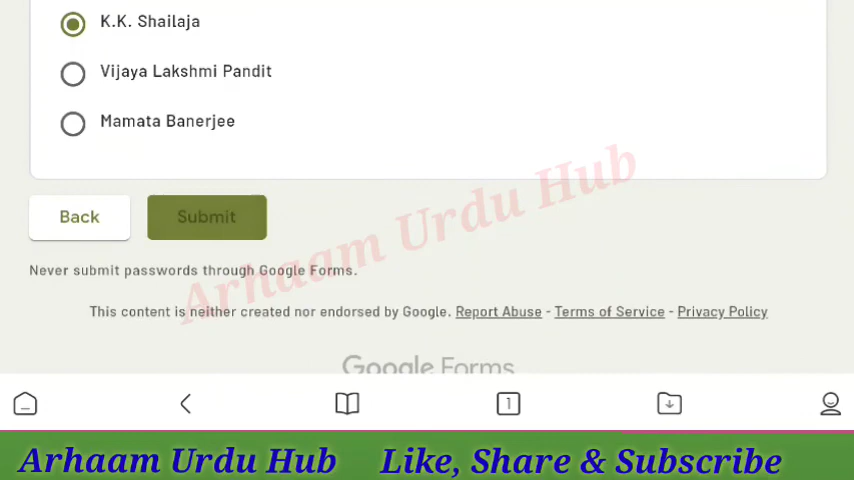 K.K. Shailaja
Vijaya Lakshmi Pandit
Mamata Banerjee
Back Submit
Arhaam Urdu Hub
Never submit passwords through Google Forms.
This content is neither created nor endorsed by Google. Report Abuse - Terms of Service - Privacy Policy
Google Forms
1
Arhaam Urdu Hub Like, Share & Subscribe